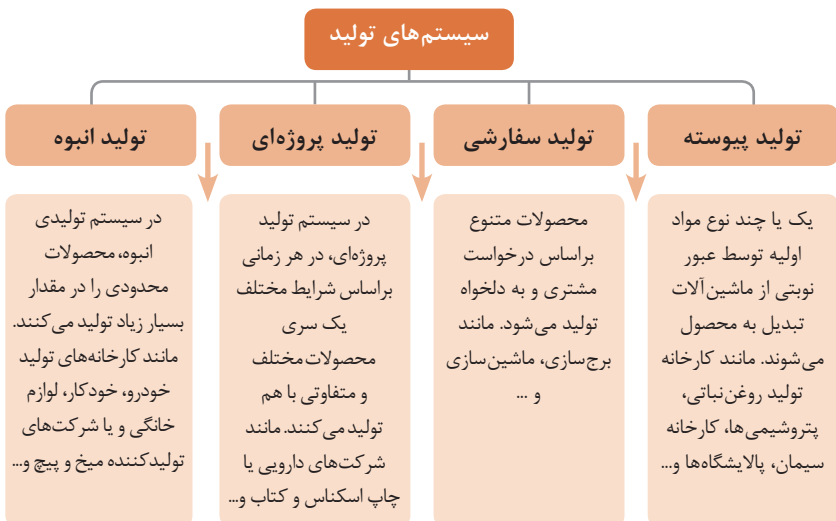 سیستم‌های تولید
تولید پیوسته
یک یا چند نوع مواد
اولیه توسط عبور
نوبتی از ماشین‌آلات
تبدیل به محصول
می‌شوند. مانند کارخانه
تولید روغن‌نباتی،
پتروشیمی‌ها، کارخانه
سیمان، پالایشگاه‌ها و...
تولید سفارشی
محصولات متنوع
براساس درخواست
مشتری و به دلخواه
تولید می‌شود. مانند
برج‌سازی، ماشین‌سازی
و ...
تولید پروژه‌ای
در سیستم تولید
پروژه‌ای، در هر زمانی
براساس شرایط مختلف
یک سری
محصولات مختلف
و متفاوتی با هم
تولید می‌کنند. مانند
شرکت‌های دارویی یا
چاپ اسکناس و کتاب و...
تولید انبوه
در سیستم تولیدی
انبوه، محصولات
محدودی را در مقدار
بسیار زیاد تولید می‌کنند.
مانند کارخانه‌های تولید
خودرو، خودکار، لوازم
خانگی و یا شرکت‌های
تولیدکننده میخ و پیچ و...